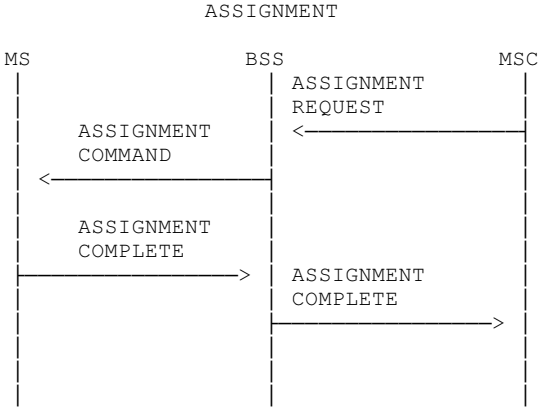 ASSIGNMENT
MS BSS MSC
ASSIGNMENT
REQUEST
ASSIGNMENT
COMMAND
ASSIGNMENT
COMPLETE
ASSIGNMENT
COMPLETE